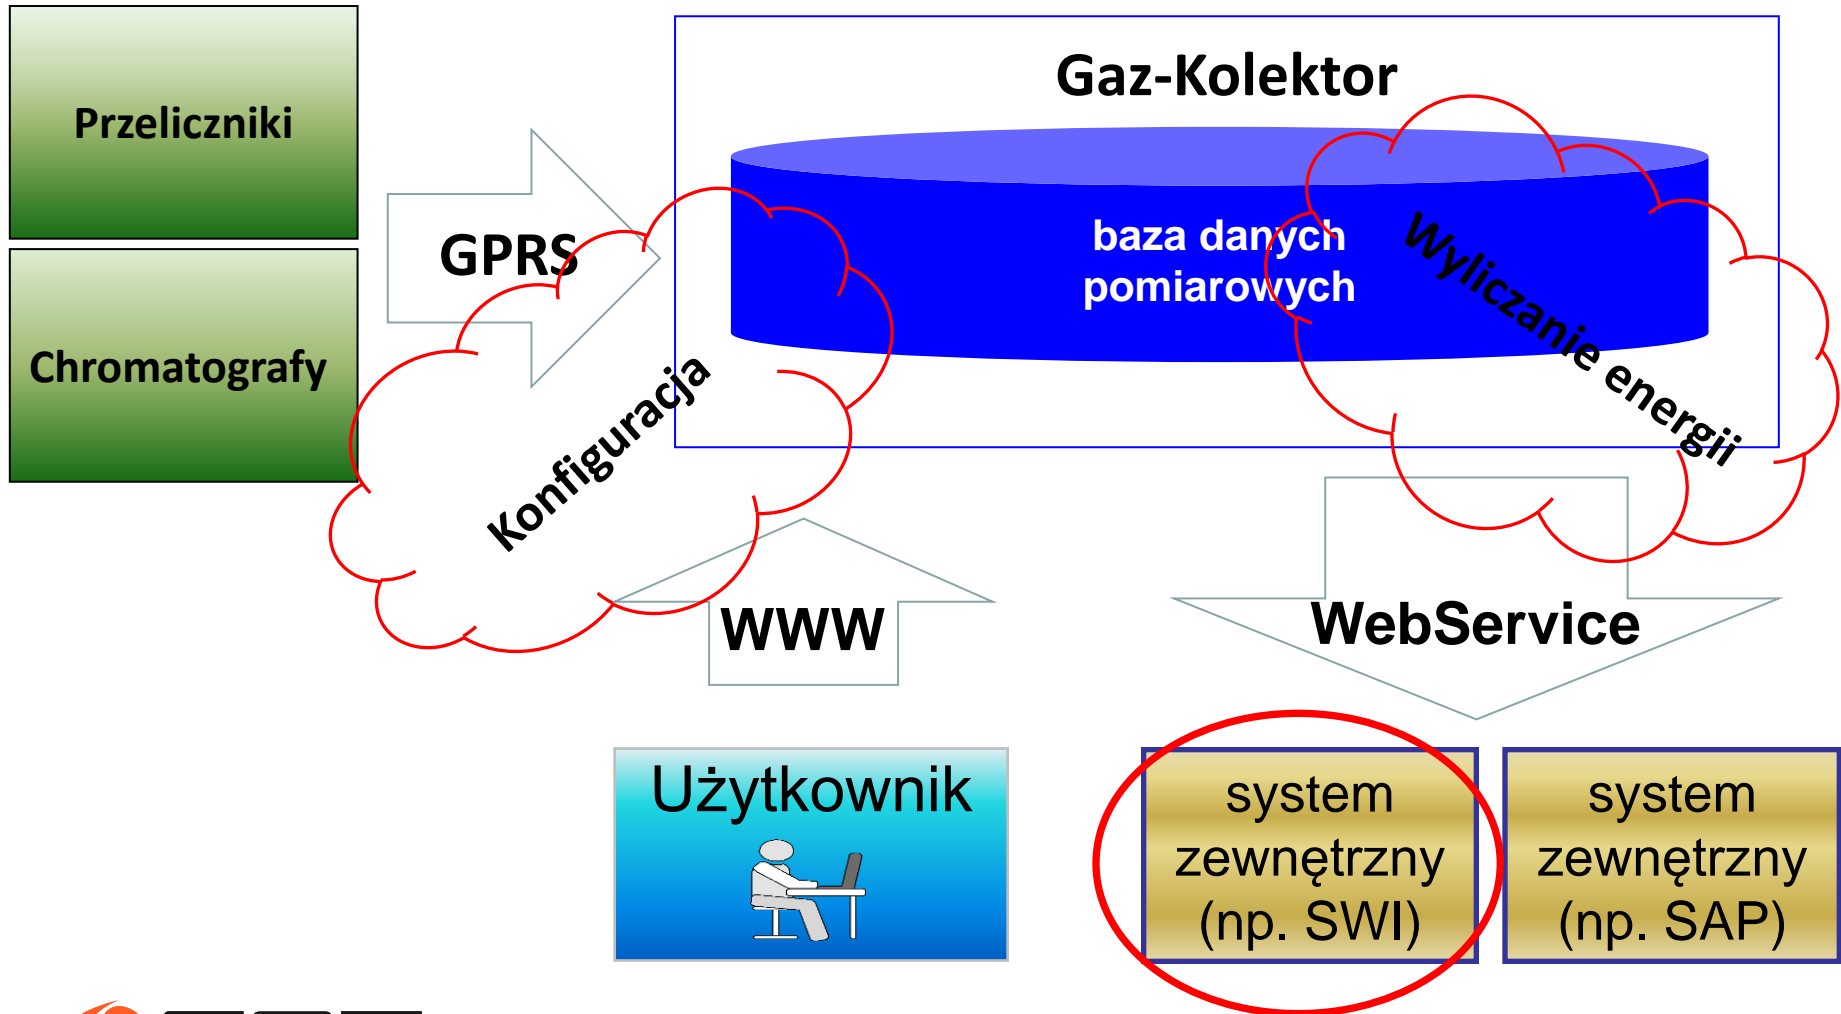 Przeliczniki
Chromatografy
GPRS
Gaz-Kolektor
baza danych
pomiarowych
Konfiguracja
Wyliczanie energii
WWW
WebService
Użytkownik
system
zewnętrzny
(np. SWI)
system
zewnętrzny
(np. SAP)